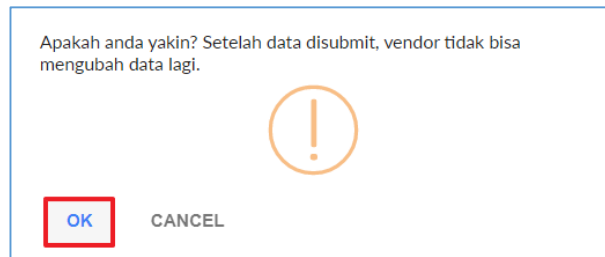 Apakah anda yakin? Setelah data disubmit, vendor tidak bisa
mengubah data lagi.
OK CANCEL